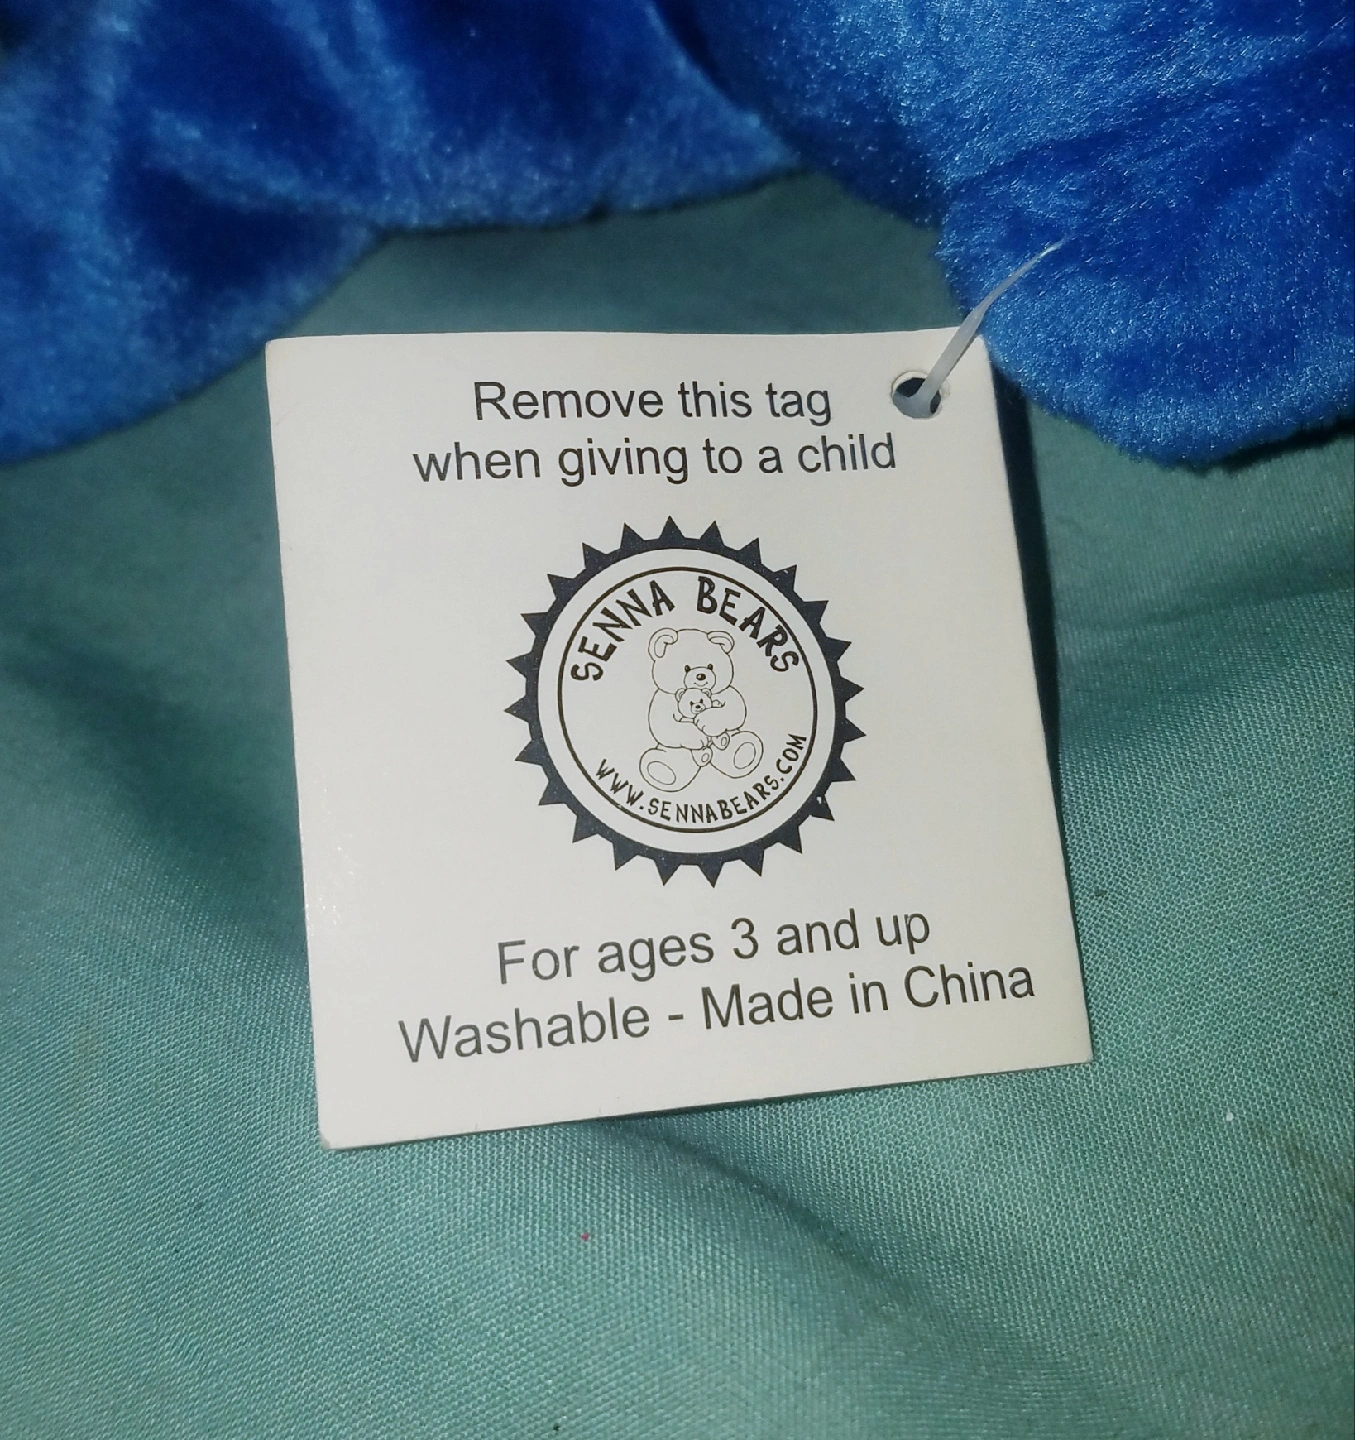 Remove this tag
when giving to a child
SENNA BEARS
WWW.SENNABEARS.COM
For ages 3 and up
Washable - Made in China